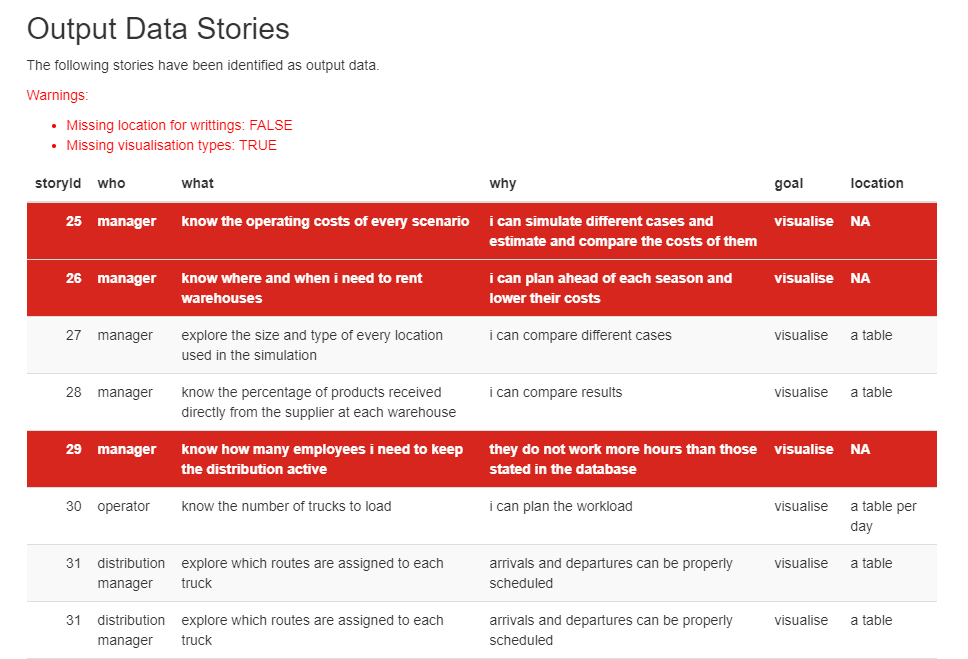 Output Data Stories
The following stories have been identified as output data.
Warnings:
• Missing location for writtings: FALSE
• Missing visualisation types: TRUE
storyId who what why goal location
25 manager know the operating costs of every scenario i can simulate different cases and visualise NA
estimate and compare the costs of them
26 manager know where and when i need to rent i can plan ahead of each season and visualise NA
warehouses lower their costs
27 manager explore the size and type of every location i can compare different cases visualise a table
used in the simulation
28 manager know the percentage of products received i can compare results visualise a table
directly from the supplier at each warehouse
29 manager know how many employees i need to keep they do not work more hours than those visualise NA
the distribution active stated in the database
30 operator know the number of trucks to load i can plan the workload visualise a table per
day
31 distribution explore which routes are assigned to each arrivals and departures can be properly visualise a table
manager truck scheduled
31 distribution explore which routes are assigned to each arrivals and departures can be properly visualise a table
manager truck scheduled